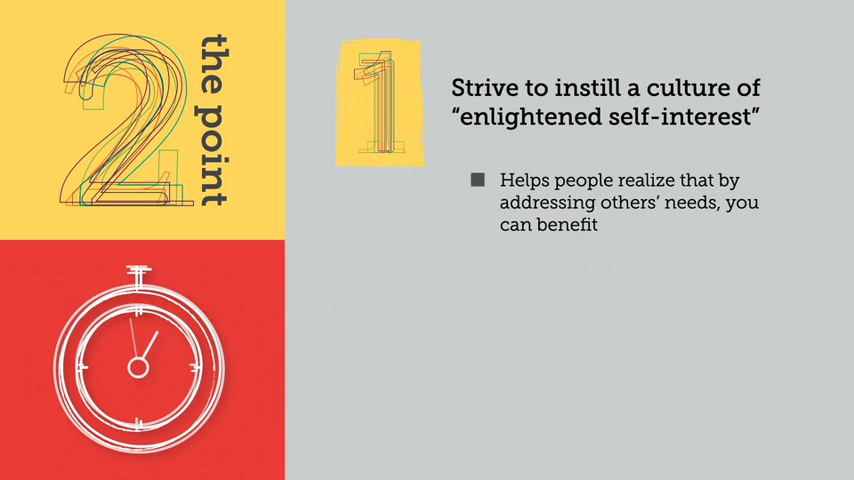 2
the point
1
Strive to instill a culture of
“enlightened self-interest”
Helps people realize that by
addressing others’ needs, you
can benefit